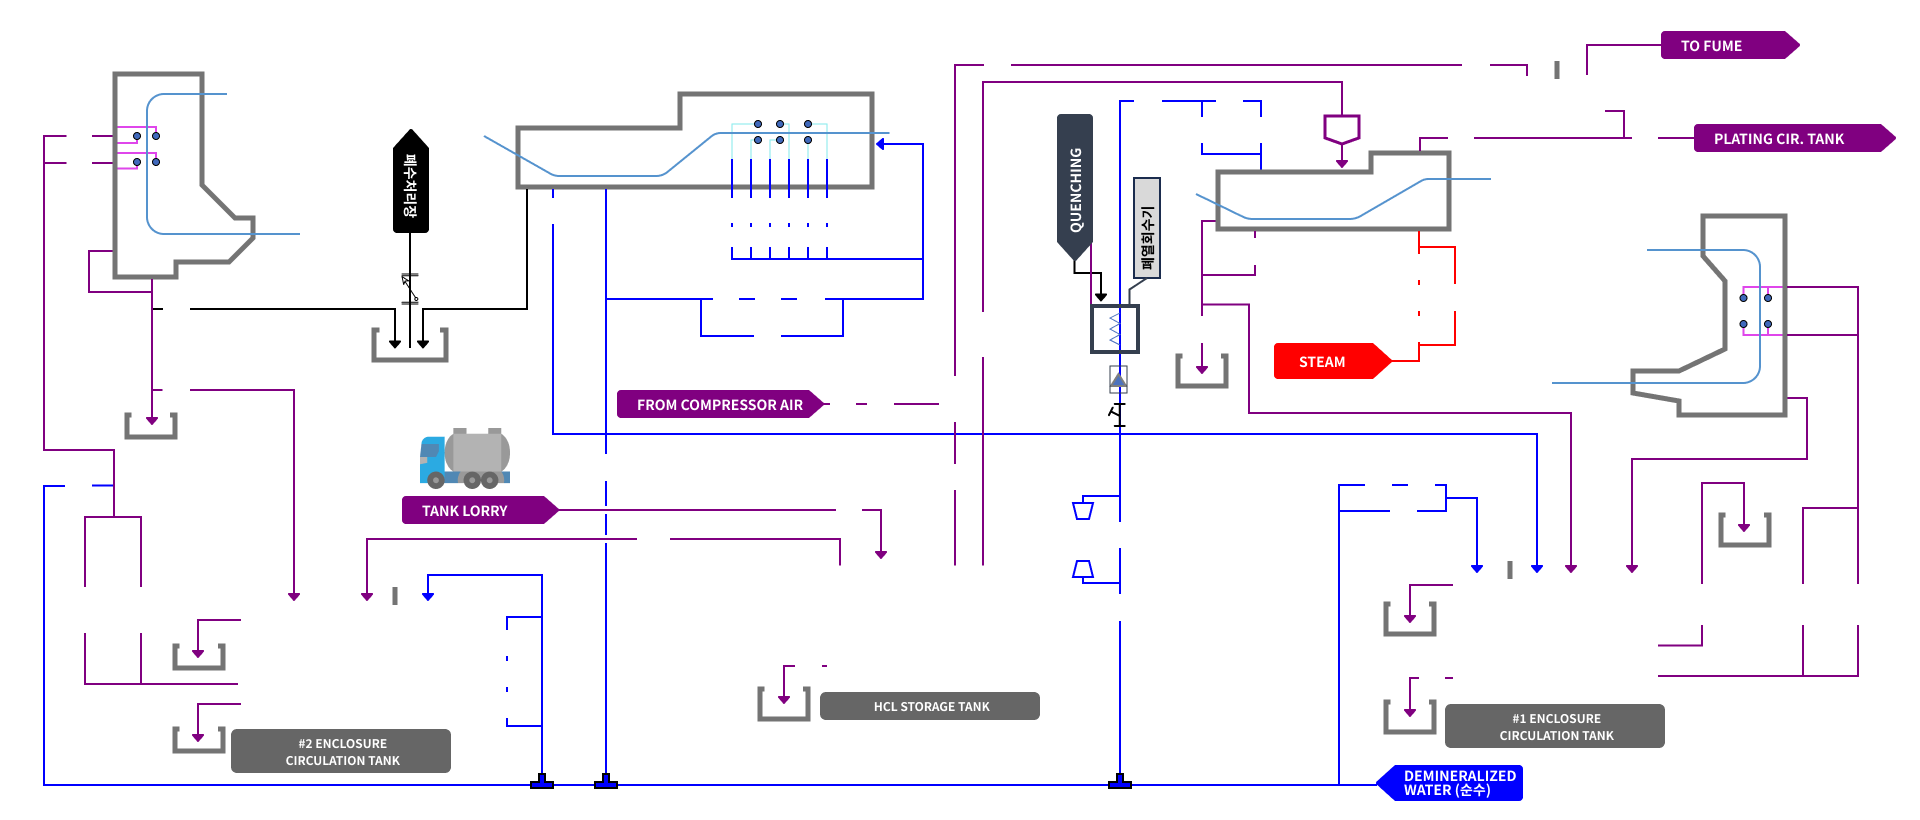 TO FUME
PLATING CIR. TANK
폐수처리장
QUENCHING
폐열회수기
STEAM
FROM COMPRESSOR AIR
TANK LORRY
HCL STORAGE TANK
#1 ENCLOSURE
CIRCULATION TANK
#2 ENCLOSURE
CIRCULATION TANK
DEMINERALIZED
WATER (순수)